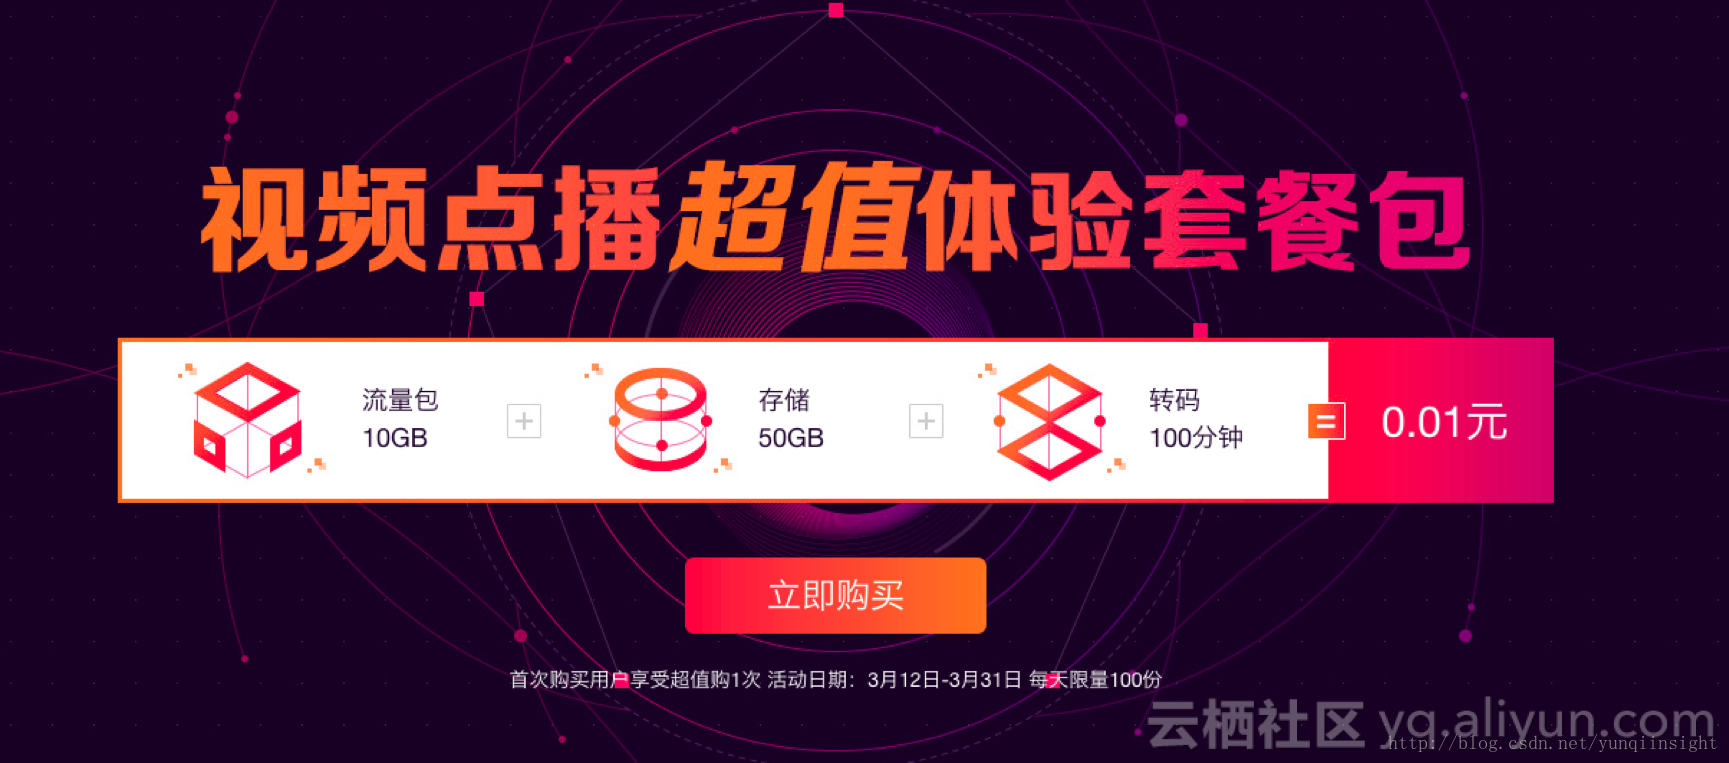 视频点播超值体验套餐包
流量包
10GB
+
存储
50GB
+
转码
100分钟
=
0.01元
立即购买
首次购买用户享受超值购1次 活动日期：3月12日-3月31日 每天限量100份
云栖社区 yq.aliyun.com
http://blog.csdn.net/yunqiinsight